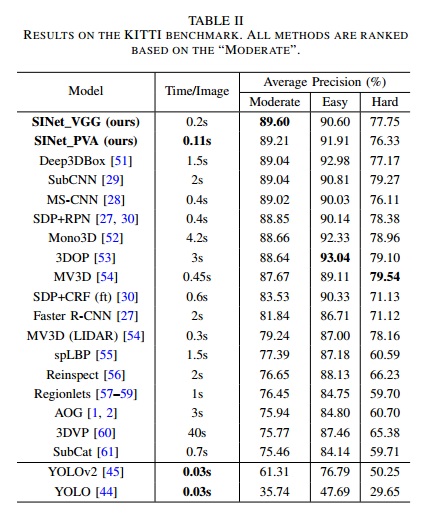 TABLE II
RESULTS ON THE KITTI BENCHMARK. ALL METHODS ARE RANKED
BASED ON THE “MODERATE”.
Model Time/Image Average Precision (%)
Moderate Easy Hard
SINet_VGG (ours) 0.2s 89.60 90.60 77.75
SINet_PVA (ours) 0.11s 89.21 91.91 76.33
Deep3DBox [51] 1.5s 89.04 92.98 77.17
SubCNN [29] 2s 89.04 90.81 79.27
MS-CNN [28] 0.4s 89.02 90.03 76.11
SDP+RPN [27, 30] 0.4s 88.85 90.14 78.38
Mono3D [52] 4.2s 88.66 92.33 78.96
3DOP [53] 3s 88.64 93.04 79.10
MV3D [54] 0.45s 87.67 89.11 79.54
SDP+CRF (ft) [30] 0.6s 83.53 90.33 71.13
Faster R-CNN [27] 2s 81.84 86.71 71.12
MV3D (LIDAR) [54] 0.3s 79.24 87.00 78.16
spLBP [55] 1.5s 77.39 87.18 60.59
Reinspect [56] 2s 76.65 88.13 66.23
Regionlets [57–59] 1s 76.45 84.75 59.70
AOG [1, 2] 3s 75.94 84.80 60.70
3DVP [60] 40s 75.77 87.46 65.38
SubCat [61] 0.7s 75.46 84.14 59.71
YOLOv2 [45] 0.03s 61.31 76.79 50.25
YOLO [44] 0.03s 35.74 47.69 29.65